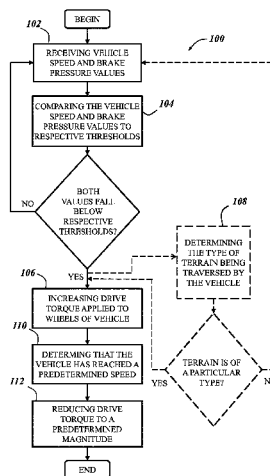 BEGIN
102
100
RECEIVING VEHICLE
SPEED AND BRAKE
PRESSURE VALUES
COMPARING THE VEHICLE
SPEED AND BRAKE
PRESSURE VALUES TO
RESPECTIVE THRESHOLDS
104
BOTH
VALUES FALL
BELOW
RESPECTIVE
THRESHOLDS?
NO
YES
108
DETERMINING
THE TYPE OF
TERRAIN BEING
TRAVERSED BY
THE VEHICLE
106
INCREASING DRIVE
TORQUE APPLIED TO
WHEELS OF VEHICLE
110
DETERMING THAT THE
VEHICLE HAS REACHED A
PREDETERMINED SPEED
TERRAIN IS OF
A PARTICULAR
TYPE?
YES
NO
112
REDUCING DRIVE
TORQUE TO A
PREDETERMINED
MAGNITUDE
END